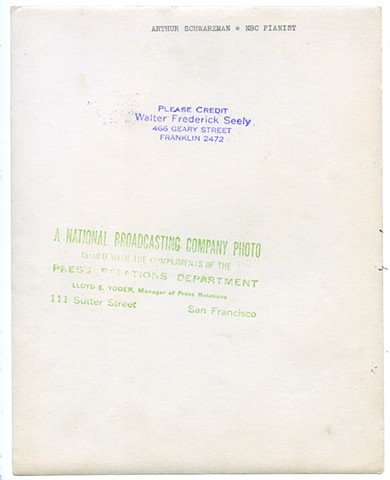 ARTHUR SCHWARZMAN * NBC PIANIST
PLEASE CREDIT
Walter Frederick Seely
466 GEARY STREET
FRANKLIN 2472
A NATIONAL BROADCASTING COMPANY PHOTO
ISSUED WITH THE COMPLIMENTS OF THE
PRESS RELATIONS DEPARTMENT
LLOYD E. YODER, Manager of Press Relations
111 Sutter Street San Francisco